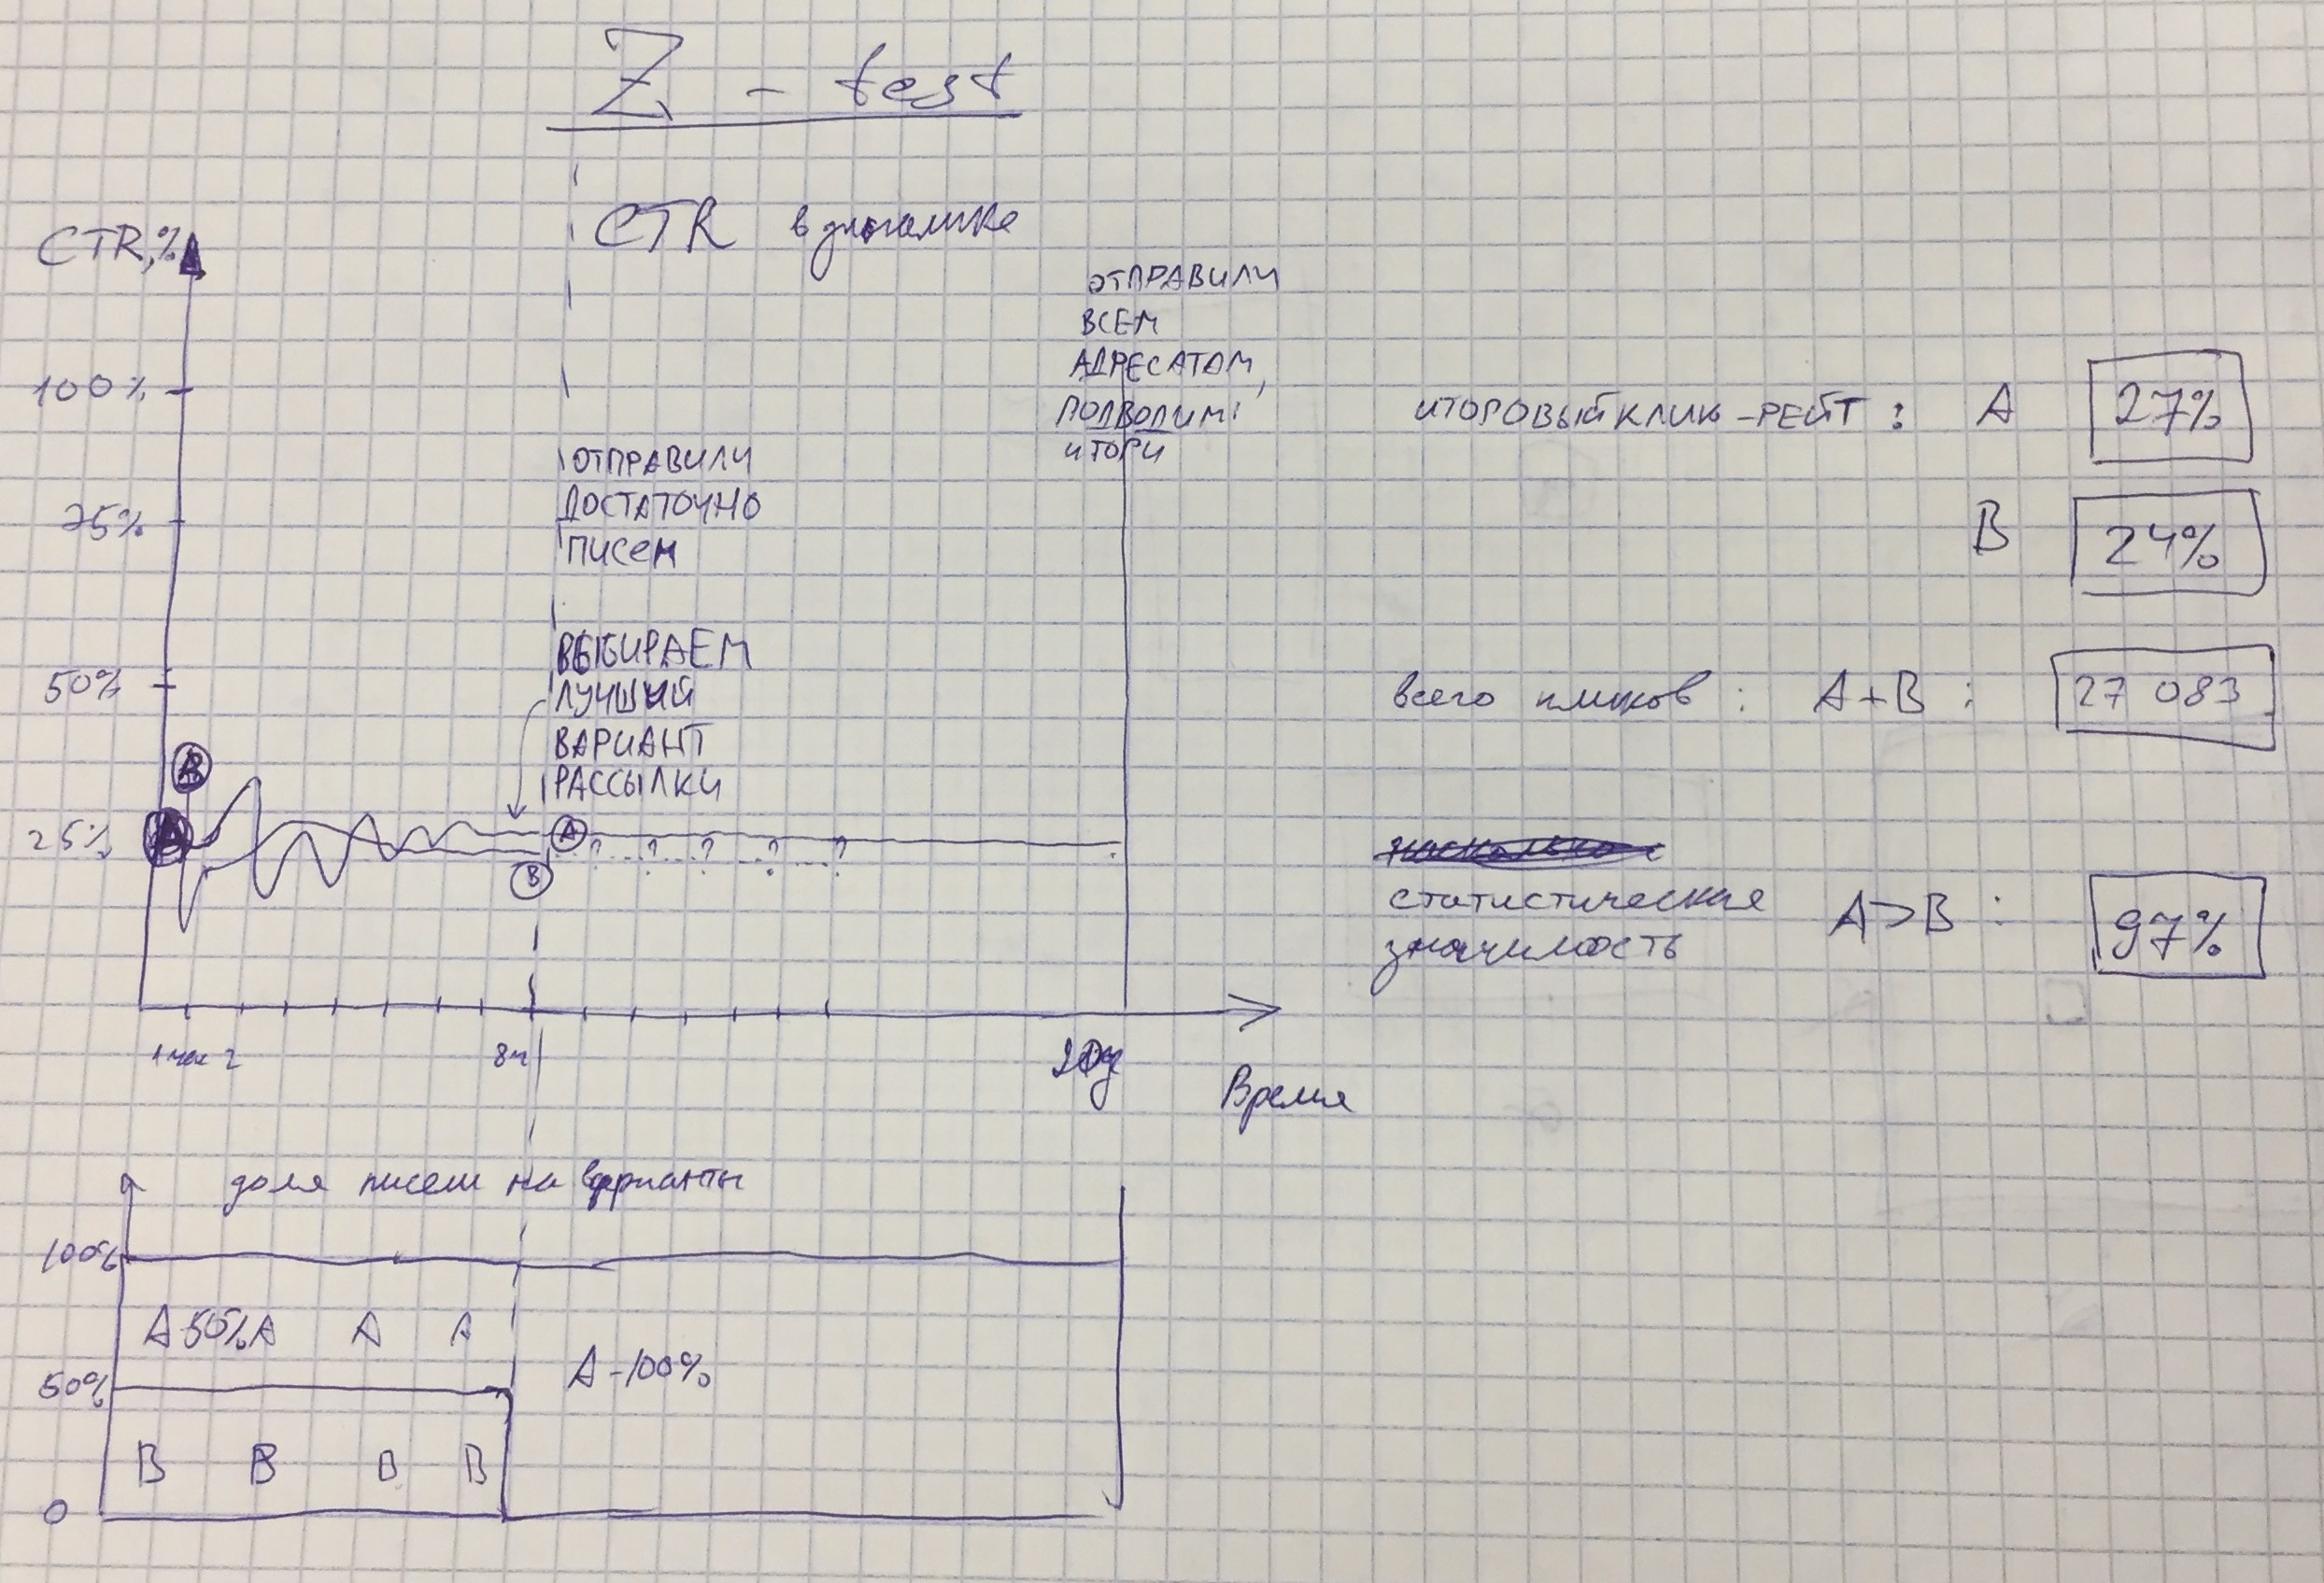 Z - test
CTR в динамике
CTR, %
100%
75%
50%
25%
ОТПРАВИЛИ
ДОСТАТОЧНО
ПИСЕМ
ВЫБИРАЕМ
ЛУЧШИЙ
ВАРИАНТ
РАССЫЛКИ
ОТПРАВИЛИ
ВСЕМ
АДРЕСАТАМ,
ПОДВОДИМ
ИТОГИ
B
A
A
B
? ? ? ? ?
1 час 2
8ч
Время
ИТОГОВЫЙ КЛИК-РЕЙТ : A 27%
B 24%
всего кликов : A+B : 27 083
статистическая
значимость A>B : 97%
доля писем на варианты
100%
50%
0
A 50% A A A
B B B B
A - 100%